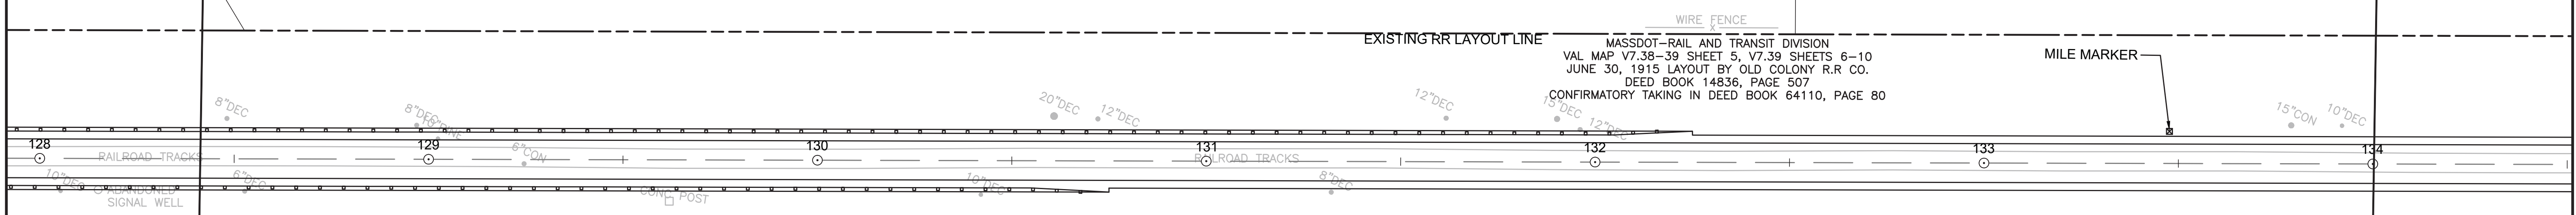 WIRE FENCE
x
EXISTING RR LAYOUT LINE
MASSDOT-RAIL AND TRANSIT DIVISION
VAL MAP V7.38-39 SHEET 5, V7.39 SHEETS 6-10
JUNE 30, 1915 LAYOUT BY OLD COLONY R.R CO.
DEED BOOK 14836, PAGE 507
CONFIRMATORY TAKING IN DEED BOOK 64110, PAGE 80
MILE MARKER
8"DEC
8"DEC
10"PINE
20"DEC
12"DEC
12"DEC
15"DEC
12"DEC
15"CON
10"DEC
128
129
130
131
132
133
134
RAILROAD TRACKS
6"CON
RAILROAD TRACKS
10"DEC
ABANDONED
SIGNAL WELL
6"DEC
CONC POST
10"DEC
8"DEC